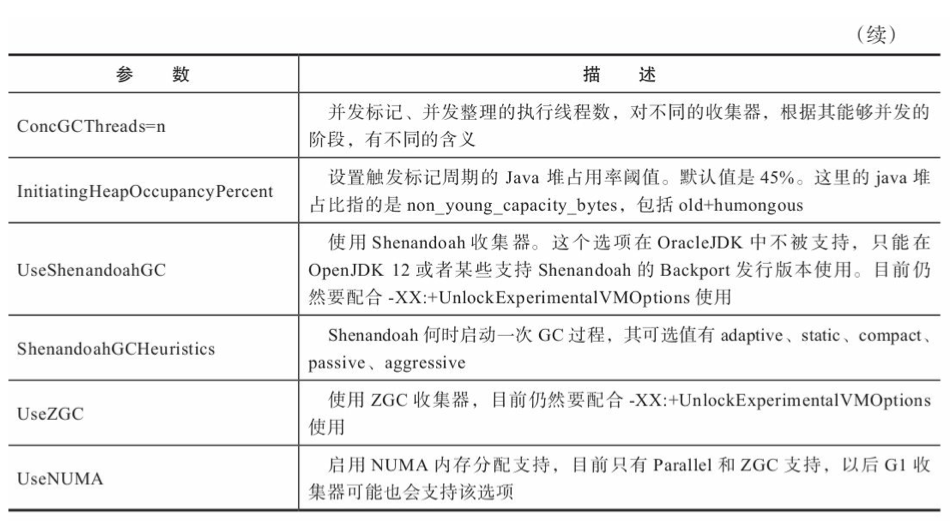 （续）
参 数
描 述
ConcGCThreads=n
并发标记、并发整理的执行线程数，对不同的收集器，根据其能够并发的
阶段，有不同的含义
InitiatingHeapOccupancyPercent
设置触发标记周期的 Java 堆占用率阈值。默认值是 45%。这里的 java 堆
占比指的是 non_young_capacity_bytes，包括 old+humongous
UseShenandoahGC
使用 Shenandoah 收集器。这个选项在 OracleJDK 中不被支持，只能在
OpenJDK 12 或者某些支持 Shenandoah 的 Backport 发行版本使用。目前仍
然要配合 -XX:+UnlockExperimentalVMOptions 使用
ShenandoahGCHeuristics
Shenandoah 何时启动一次 GC 过程，其可选值有 adaptive、static、compact、
passive、aggressive
UseZGC
使用 ZGC 收集器，目前仍然要配合 -XX:+UnlockExperimentalVMOptions
使用
UseNUMA
启用 NUMA 内存分配支持，目前只有 Parallel 和 ZGC 支持，以后 G1 收
集器可能也会支持该选项